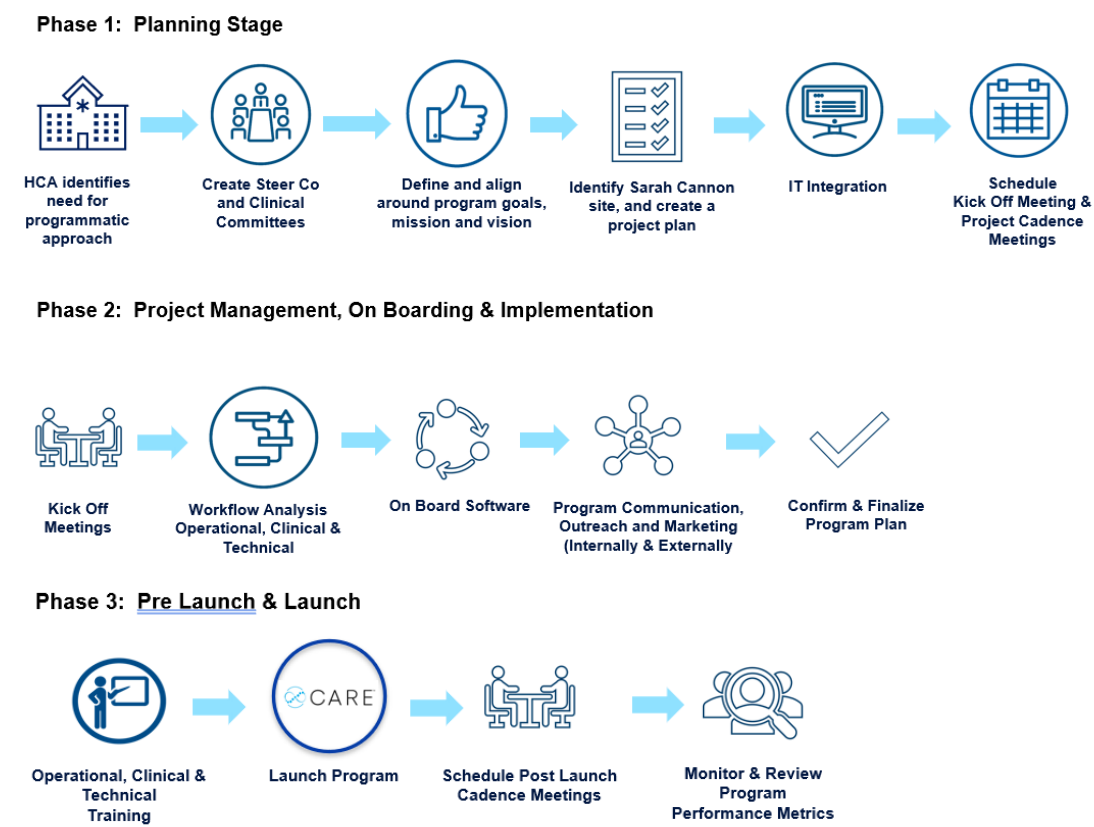 Phase 1: Planning Stage
HCA identifies
need for
programmatic
approach
Create Steer Co
and Clinical
Committees
Define and align
around program goals,
mission and vision
Identify Sarah Cannon
site, and create a
project plan
IT Integration
Schedule
Kick Off Meeting &
Project Cadence
Meetings
Phase 2: Project Management, On Boarding & Implementation
Kick Off
Meetings
Workflow Analysis
Operational, Clinical &
Technical
On Board Software
Program Communication,
Outreach and Marketing
(Internally & Externally
Confirm & Finalize
Program Plan
Phase 3: Pre Launch & Launch
Operational, Clinical &
Technical
Training
CARE
Launch Program
Schedule Post Launch
Cadence Meetings
Monitor & Review
Program
Performance Metrics